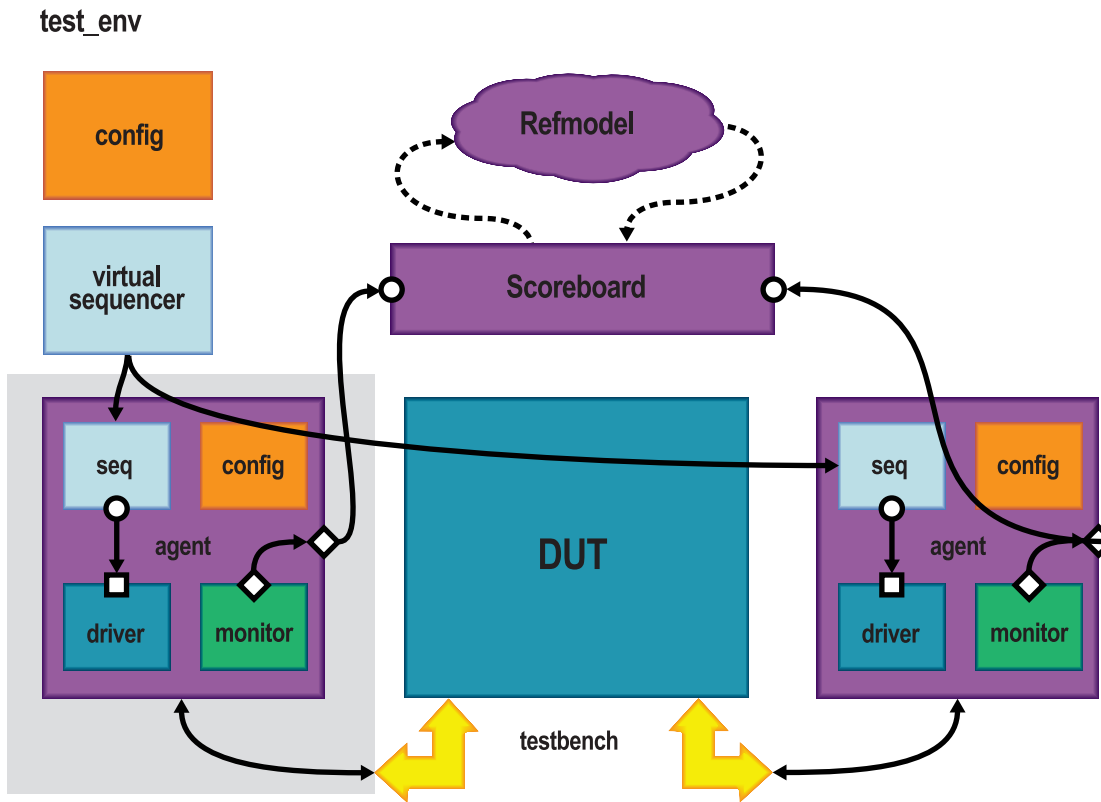 test_env
config
Refmodel
virtual
sequencer
Scoreboard
seq
config
agent
driver
monitor
DUT
seq
config
agent
driver
monitor
testbench